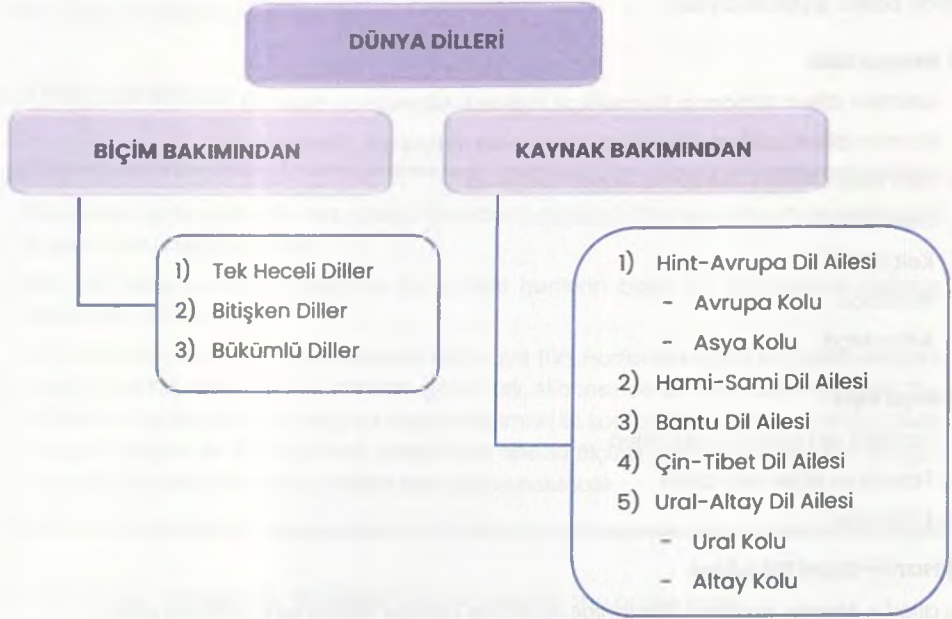 DÜNYA DİLLERİ
BİÇİM BAKIMINDAN
1) Tek Heceli Diller
2) Bitişken Diller
3) Bükümlü Diller
KAYNAK BAKIMINDAN
1) Hint-Avrupa Dil Ailesi
- Avrupa Kolu
- Asya Kolu
2) Hami-Sami Dil Ailesi
3) Bantu Dil Ailesi
4) Çin-Tibet Dil Ailesi
5) Ural-Altay Dil Ailesi
- Ural Kolu
- Altay Kolu